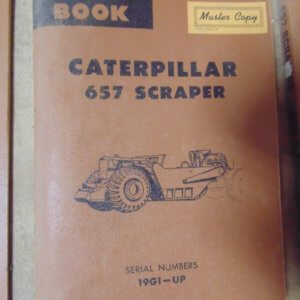 BOOK
Master Copy
CATERPILLAR
657 SCRAPER
SERIAL NUMBERS
19G1—UP